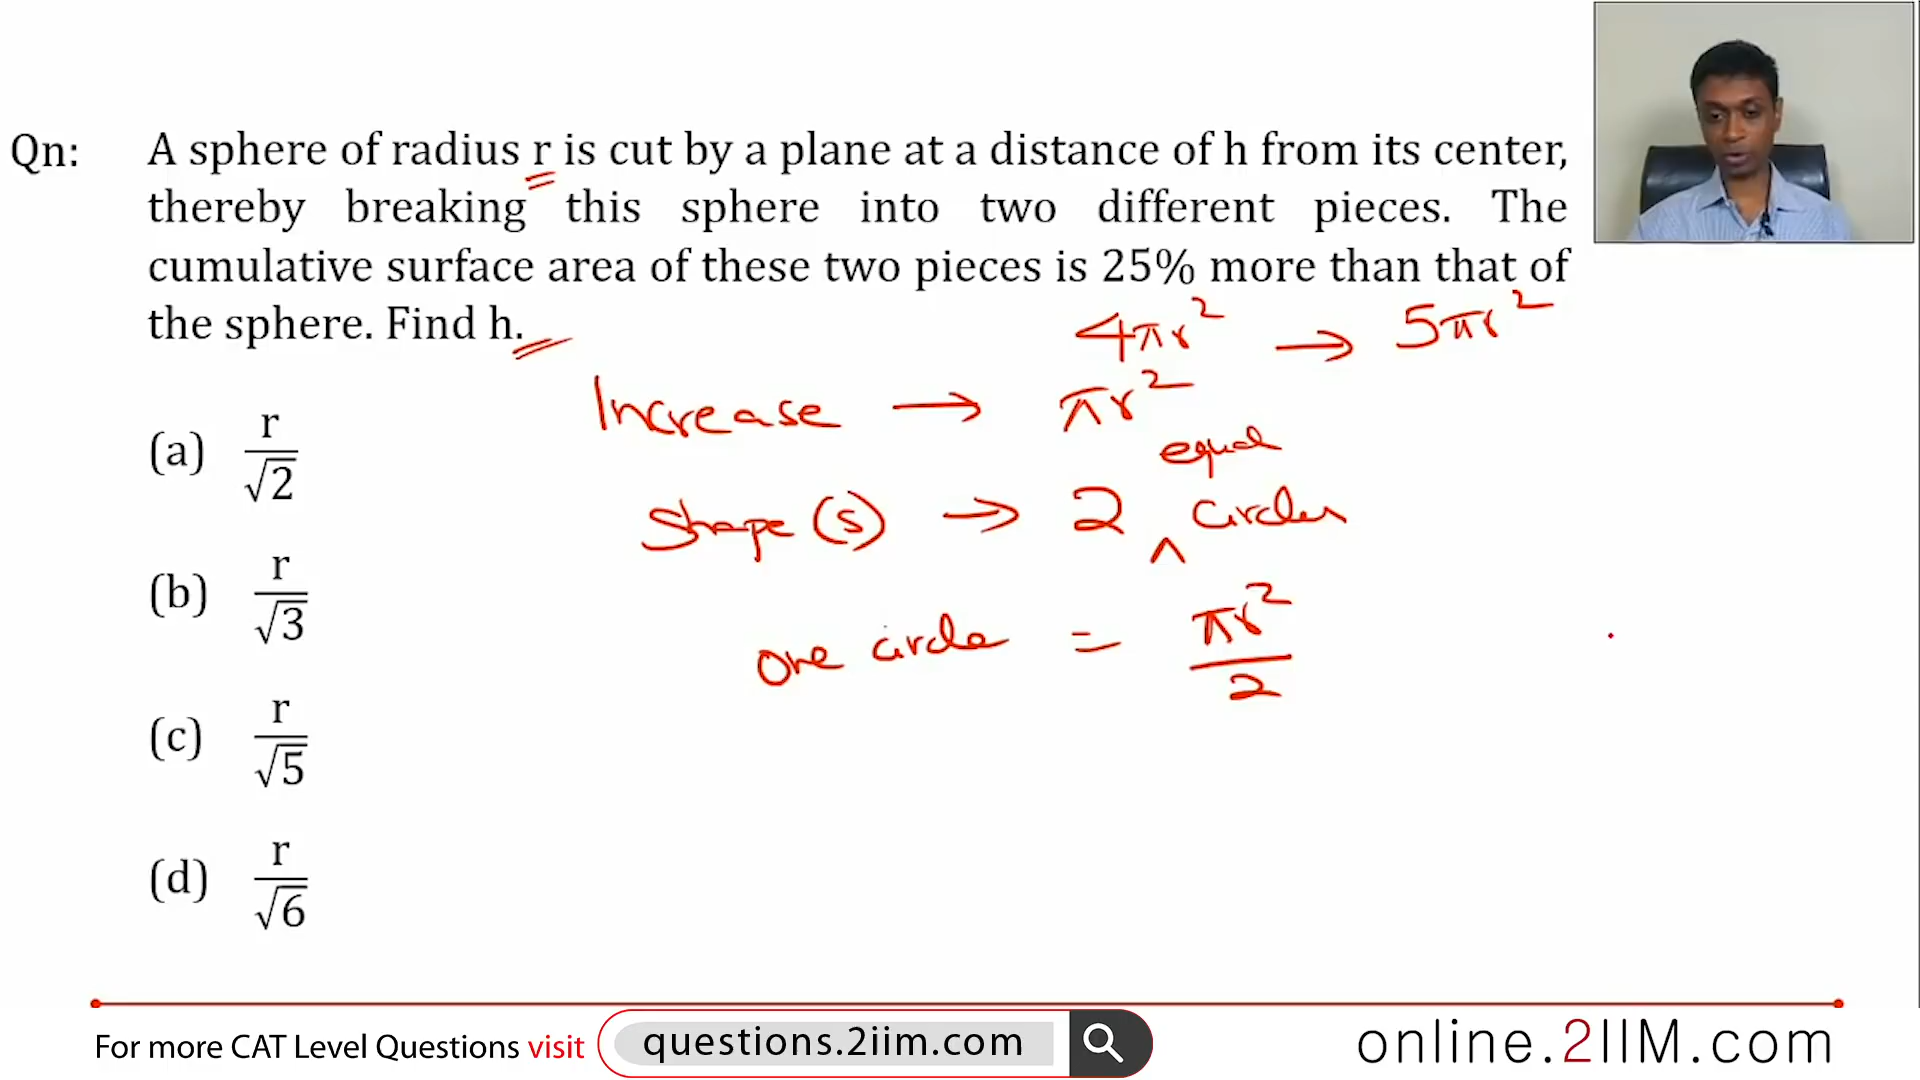 Qn: A sphere of radius r is cut by a plane at a distance of h from its center,
thereby breaking this sphere into two different pieces. The
cumulative surface area of these two pieces is 25% more than that of
the sphere. Find h.
4πr² → 5πr²
Increase → πr²
equal
Shape(s) → 2 ^ circles
one circle = πr²/2
(a) r/√2
(b) r/√3
(c) r/√5
(d) r/√6
For more CAT Level Questions visit questions.2iim.com
online.2IIM.com